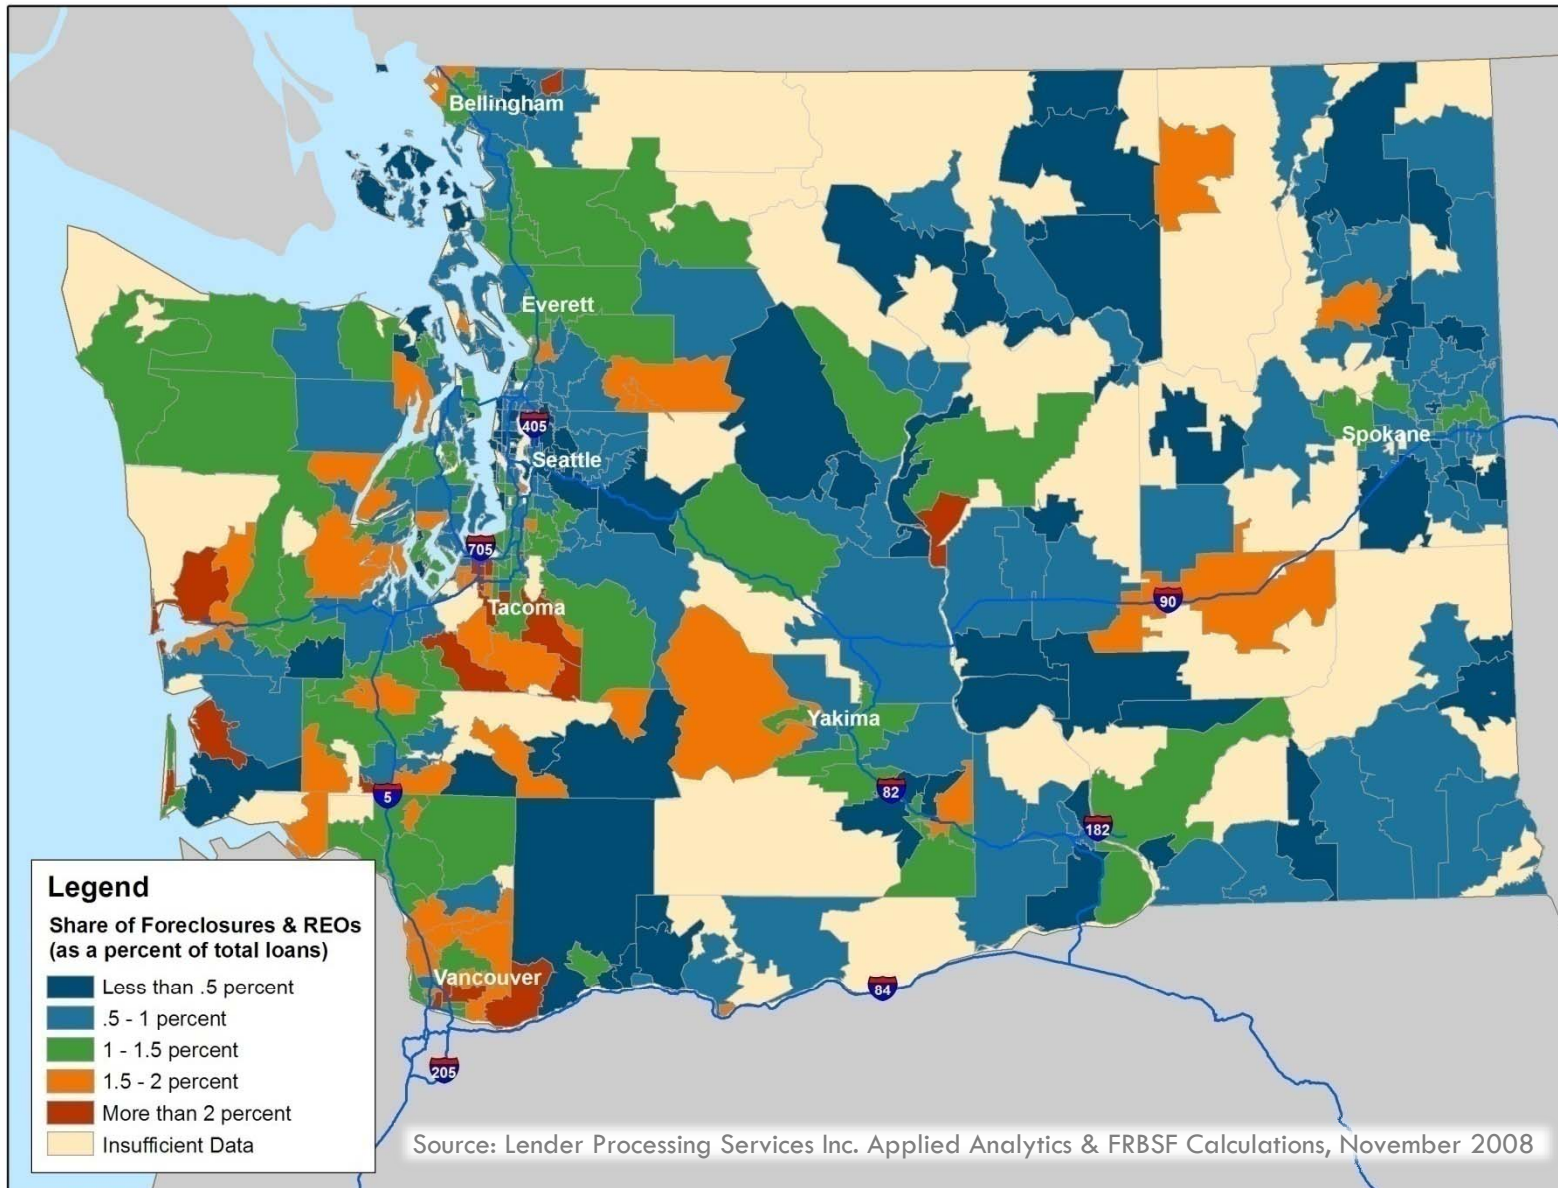 Bellingham
Everett
405
Seattle
Spokane
705
Tacoma
90
Yakima
5
82
182
Legend
Share of Foreclosures & REOs
(as a percent of total loans)
Less than .5 percent
.5 - 1 percent
1 - 1.5 percent
1.5 - 2 percent
More than 2 percent
Insufficient Data
Vancouver
84
205
Source: Lender Processing Services Inc. Applied Analytics & FRBSF Calculations, November 2008